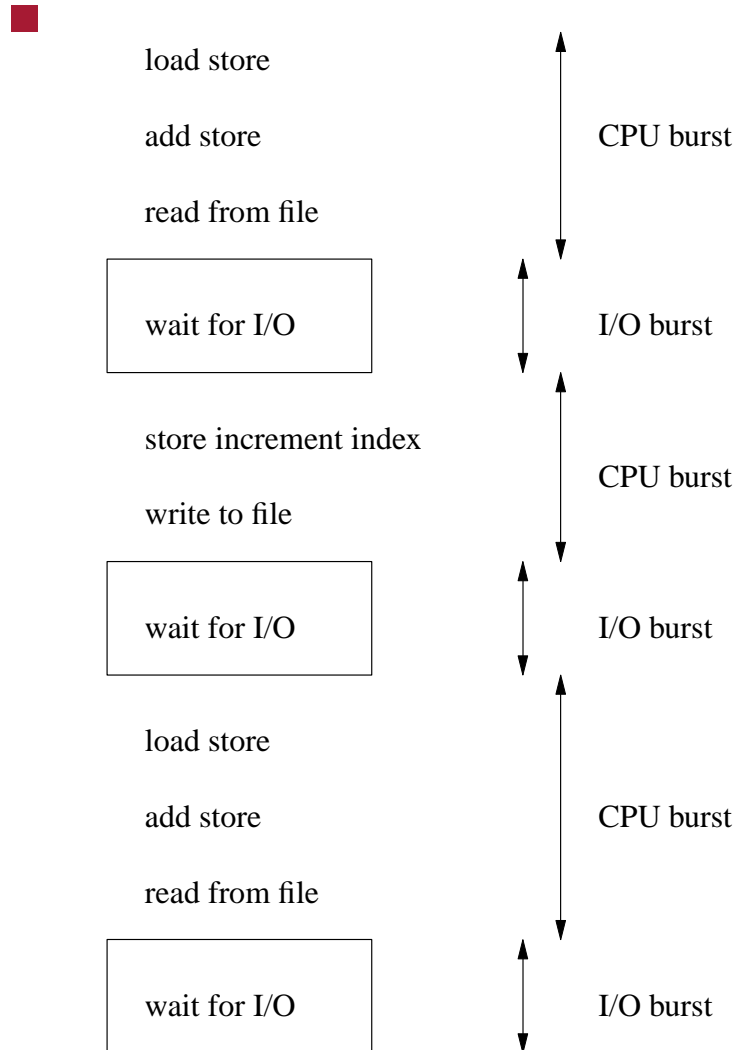 load store
add store
CPU burst
read from file
wait for I/O
I/O burst
store increment index
CPU burst
write to file
wait for I/O
I/O burst
load store
add store
CPU burst
read from file
wait for I/O
I/O burst